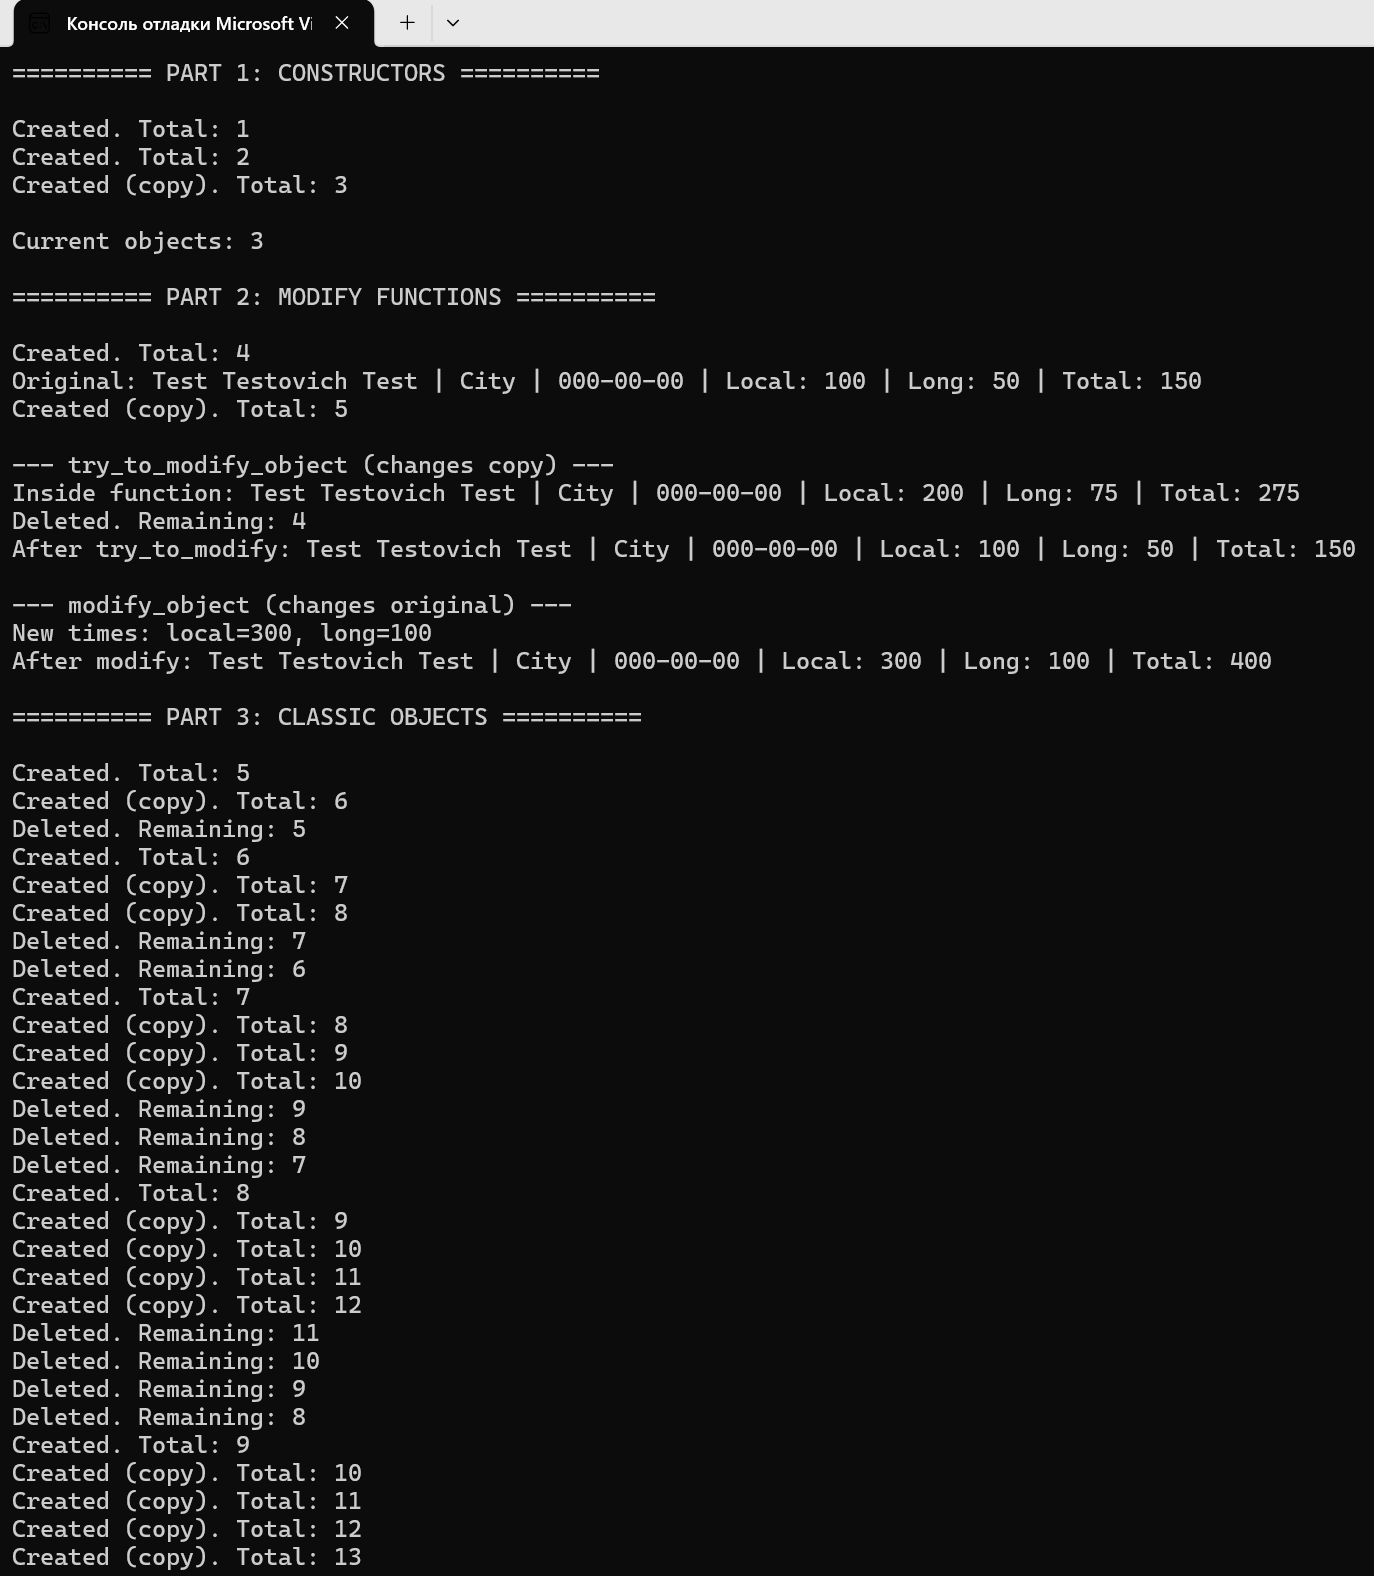 Консоль отладки Microsoft Vi
========== PART 1: CONSTRUCTORS ==========
Created. Total: 1
Created. Total: 2
Created (copy). Total: 3
Current objects: 3
========== PART 2: MODIFY FUNCTIONS ==========
Created. Total: 4
Original: Test Testovich Test | City | 000-00-00 | Local: 100 | Long: 50 | Total: 150
Created (copy). Total: 5
--- try_to_modify_object (changes copy) ---
Inside function: Test Testovich Test | City | 000-00-00 | Local: 200 | Long: 75 | Total: 275
Deleted. Remaining: 4
After try_to_modify: Test Testovich Test | City | 000-00-00 | Local: 100 | Long: 50 | Total: 150
--- modify_object (changes original) ---
New times: local=300, long=100
After modify: Test Testovich Test | City | 000-00-00 | Local: 300 | Long: 100 | Total: 400
========== PART 3: CLASSIC OBJECTS ==========
Created. Total: 5
Created (copy). Total: 6
Deleted. Remaining: 5
Created. Total: 6
Created (copy). Total: 7
Created (copy). Total: 8
Deleted. Remaining: 7
Deleted. Remaining: 6
Created. Total: 7
Created (copy). Total: 8
Created (copy). Total: 9
Created (copy). Total: 10
Deleted. Remaining: 9
Deleted. Remaining: 8
Deleted. Remaining: 7
Created. Total: 8
Created (copy). Total: 9
Created (copy). Total: 10
Created (copy). Total: 11
Created (copy). Total: 12
Deleted. Remaining: 11
Deleted. Remaining: 10
Deleted. Remaining: 9
Deleted. Remaining: 8
Created. Total: 9
Created (copy). Total: 10
Created (copy). Total: 11
Created (copy). Total: 12
Created (copy). Total: 13